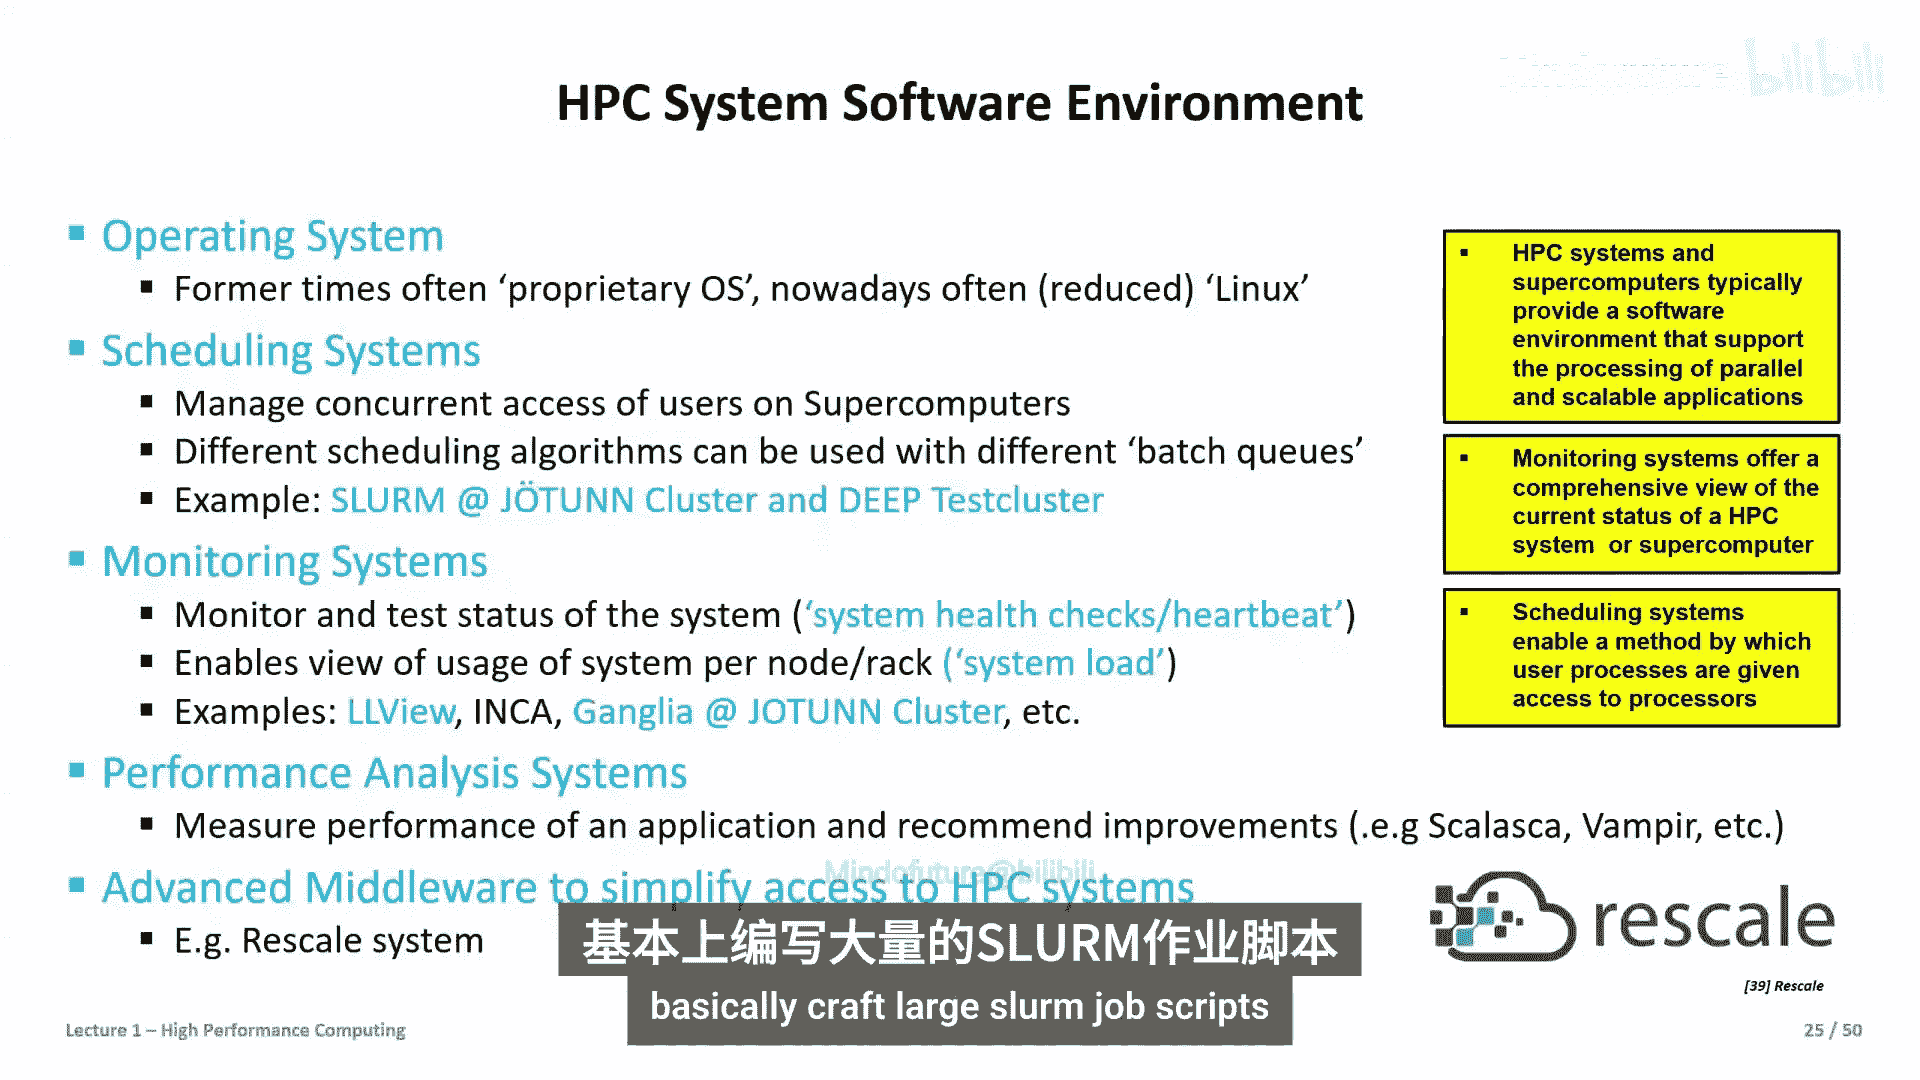 bilibili
HPC System Software Environment
▪ Operating System
▪ Former times often ‘proprietary OS’, nowadays often (reduced) ‘Linux’
▪ Scheduling Systems
▪ Manage concurrent access of users on Supercomputers
▪ Different scheduling algorithms can be used with different ‘batch queues’
▪ Example: SLURM @ JÖTUNN Cluster and DEEP Testcluster
▪ Monitoring Systems
▪ Monitor and test status of the system (‘system health checks/heartbeat’)
▪ Enables view of usage of system per node/rack (‘system load’)
▪ Examples: LLView, INCA, Ganglia @ JOTUNN Cluster, etc.
▪ Performance Analysis Systems
▪ Measure performance of an application and recommend improvements (.e.g Scalasca, Vampir, etc.)
▪ Advanced Middleware to simplify access to HPC systems
▪ E.g. Rescale system
▪ HPC systems and
supercomputers typically
provide a software
environment that support
the processing of parallel
and scalable applications
▪ Monitoring systems offer a
comprehensive view of the
current status of a HPC
system or supercomputer
▪ Scheduling systems
enable a method by which
user processes are given
access to processors
rescale
[39] Rescale
Mindofutura@bilibili
基本上编写大量的SLURM作业脚本
basically craft large slurm job scripts
Lecture 1 – High Performance Computing
25 / 50